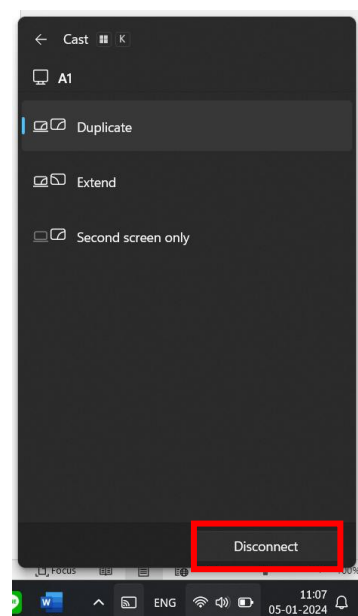 Cast K
A1
Duplicate
Extend
Second screen only
Disconnect
Focus
W ENG 11:07
05-01-2024